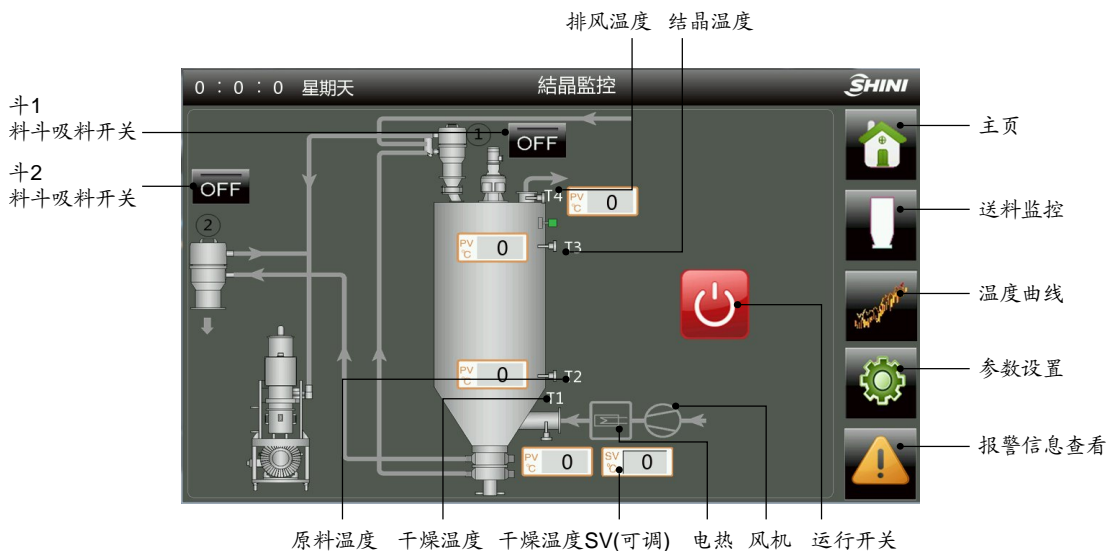 排风温度 结晶温度
0 : 0 : 0 星期天
結晶監控
SHINI
斗1
料斗吸料开关
1
OFF
主页
斗2
料斗吸料开关
OFF
T4
PV
℃
0
送料监控
2
PV
℃
0
T3
温度曲线
PV
℃
0
T2
T1
参数设置
PV
℃
0
SV
℃
0
报警信息查看
原料温度 干燥温度 干燥温度SV(可调) 电热 风机 运行开关